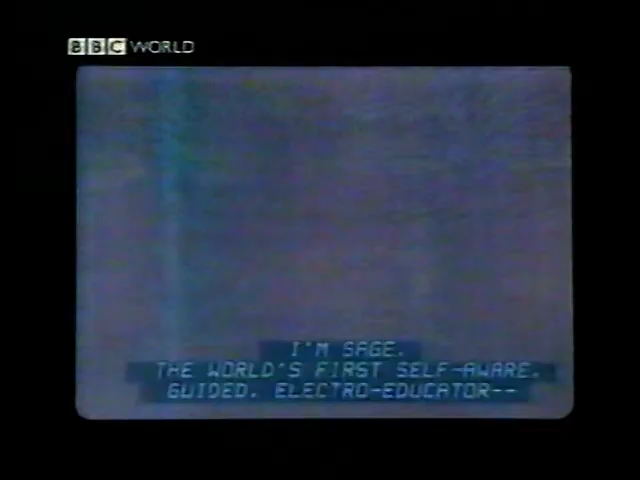 BBC WORLD
I'M SAGE.
THE WORLD'S FIRST SELF-AWARE.
GUIDED. ELECTRO-EDUCATOR--